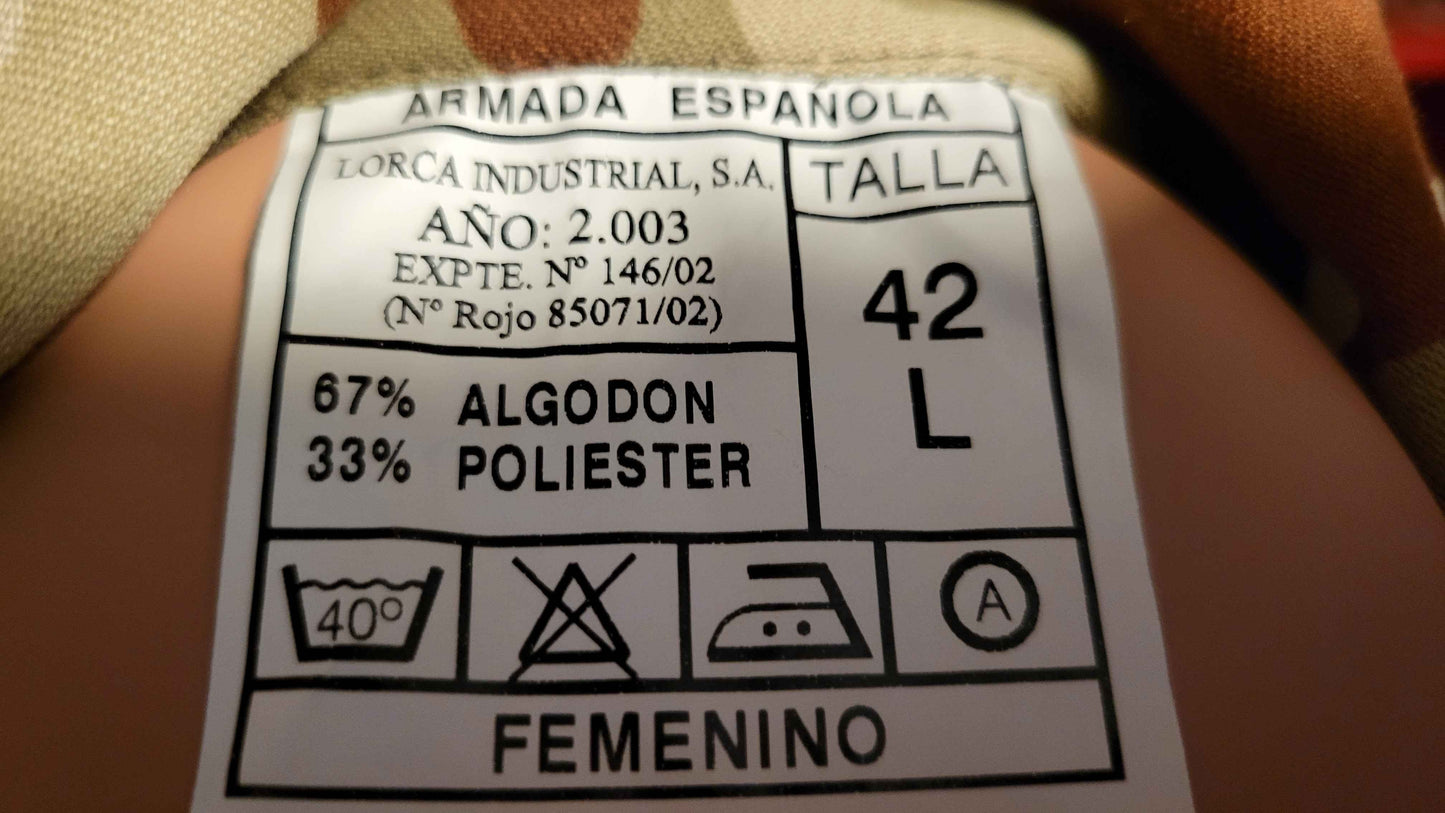 ARMADA ESPAÑOLA
LORCA INDUSTRIAL, S.A.
AÑO: 2.003
EXPTE. Nº 146/02
(Nº Rojo 85071/02)
TALLA
42
L
67% ALGODON
33% POLIESTER
40º
A
FEMENINO